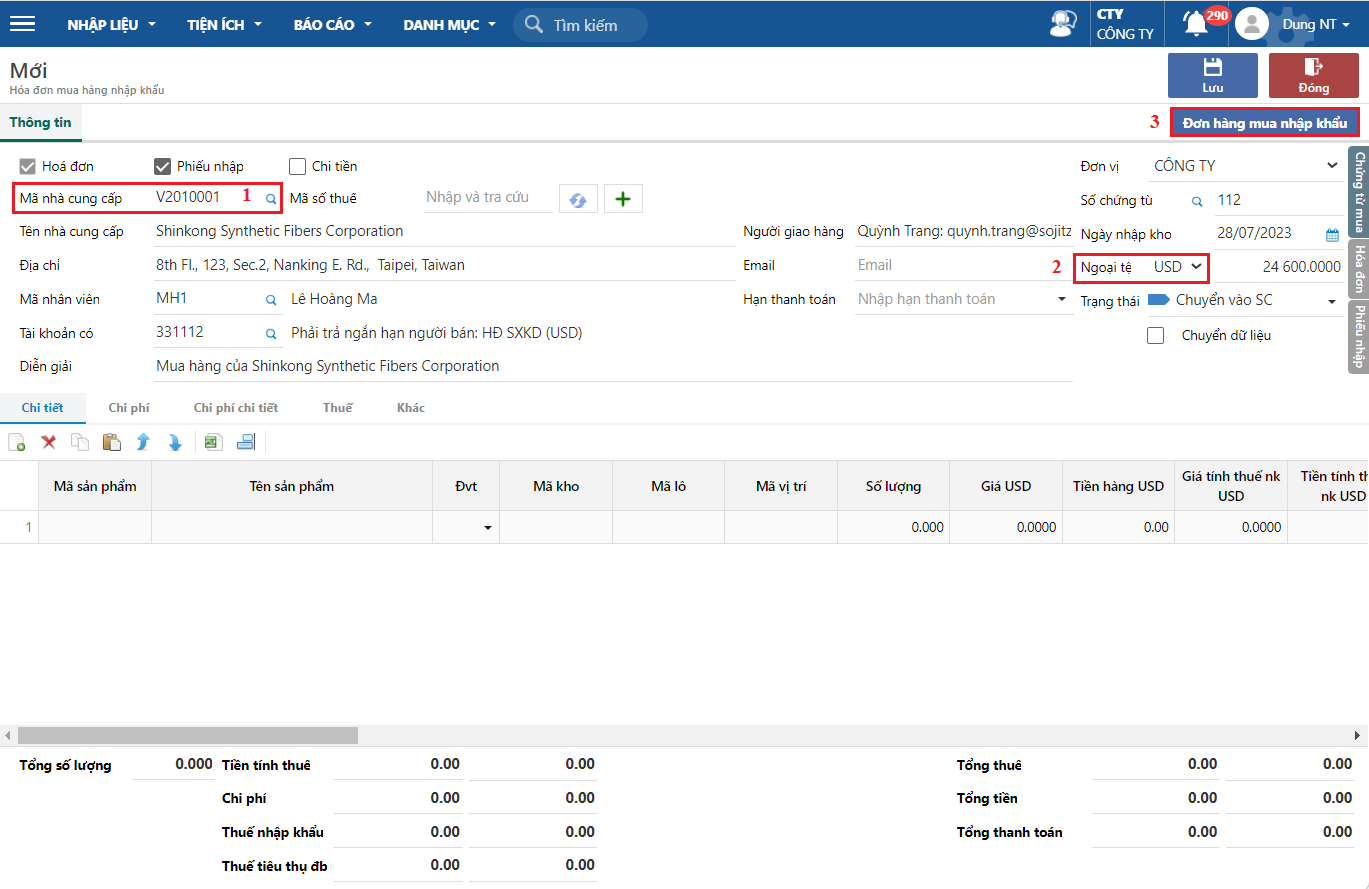 NHẬP LIỆU TIỆN ÍCH BÁO CÁO DANH MỤC Tìm kiếm CTY CÔNG TY 290 Dung NT
Mới
Hóa đơn mua hàng nhập khẩu
Lưu Đóng
Thông tin 3 Đơn hàng mua nhập khẩu
Hoá đơn Phiếu nhập Chi tiền Đơn vị CÔNG TY
Mã nhà cung cấp V2010001 1 Mã số thuế Nhập và tra cứu Số chứng từ 112
Tên nhà cung cấp Shinkong Synthetic Fibers Corporation Người giao hàng Quỳnh Trang: quynh.trang@sojitz Ngày nhập kho 28/07/2023
Địa chỉ 8th Fl., 123, Sec.2, Nanking E. Rd., Taipei, Taiwan Email Email 2 Ngoại tệ USD 24 600.0000
Mã nhân viên MH1 Lê Hoàng Ma Hạn thanh toán Nhập hạn thanh toán Trạng thái Chuyển vào SC
Tài khoản có 331112 Phải trả ngắn hạn người bán: HĐ SXKD (USD) Chuyển dữ liệu
Diễn giải Mua hàng của Shinkong Synthetic Fibers Corporation
Chứng từ mua
Hóa đơn
Phiếu nhập
Chi tiết Chi phí Chi phí chi tiết Thuế Khác
Mã sản phẩm Tên sản phẩm Đvt Mã kho Mã lô Mã vị trí Số lượng Giá USD Tiền hàng USD Giá tính thuế nk USD Tiền tính th nk USD
1 0.000 0.0000 0.00 0.0000
Tổng số lượng 0.000 Tiền tính thuế 0.00 0.00 Tổng thuế 0.00 0.00
Chi phí 0.00 0.00 Tổng tiền 0.00 0.00
Thuế nhập khẩu 0.00 0.00 Tổng thanh toán 0.00 0.00
Thuế tiêu thụ đb 0.00 0.00